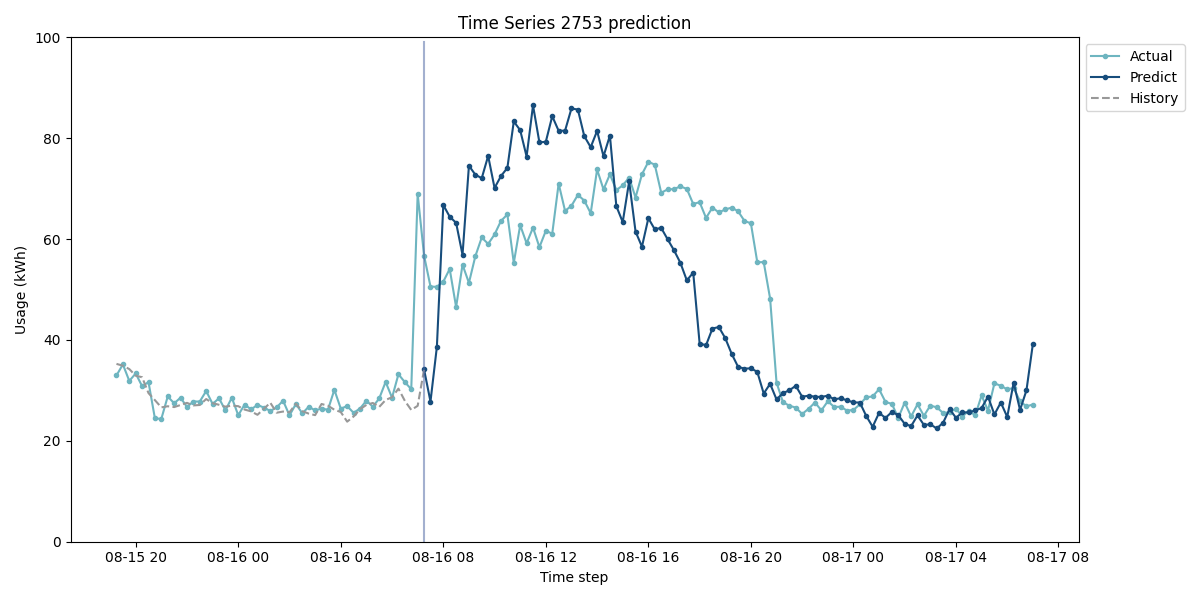 Time Series 2753 prediction
Usage (kWh)
100
80
60
40
20
0
08-15 20
08-16 00
08-16 04
08-16 08
08-16 12
08-16 16
08-16 20
08-17 00
08-17 04
08-17 08
Time step
Actual
Predict
History